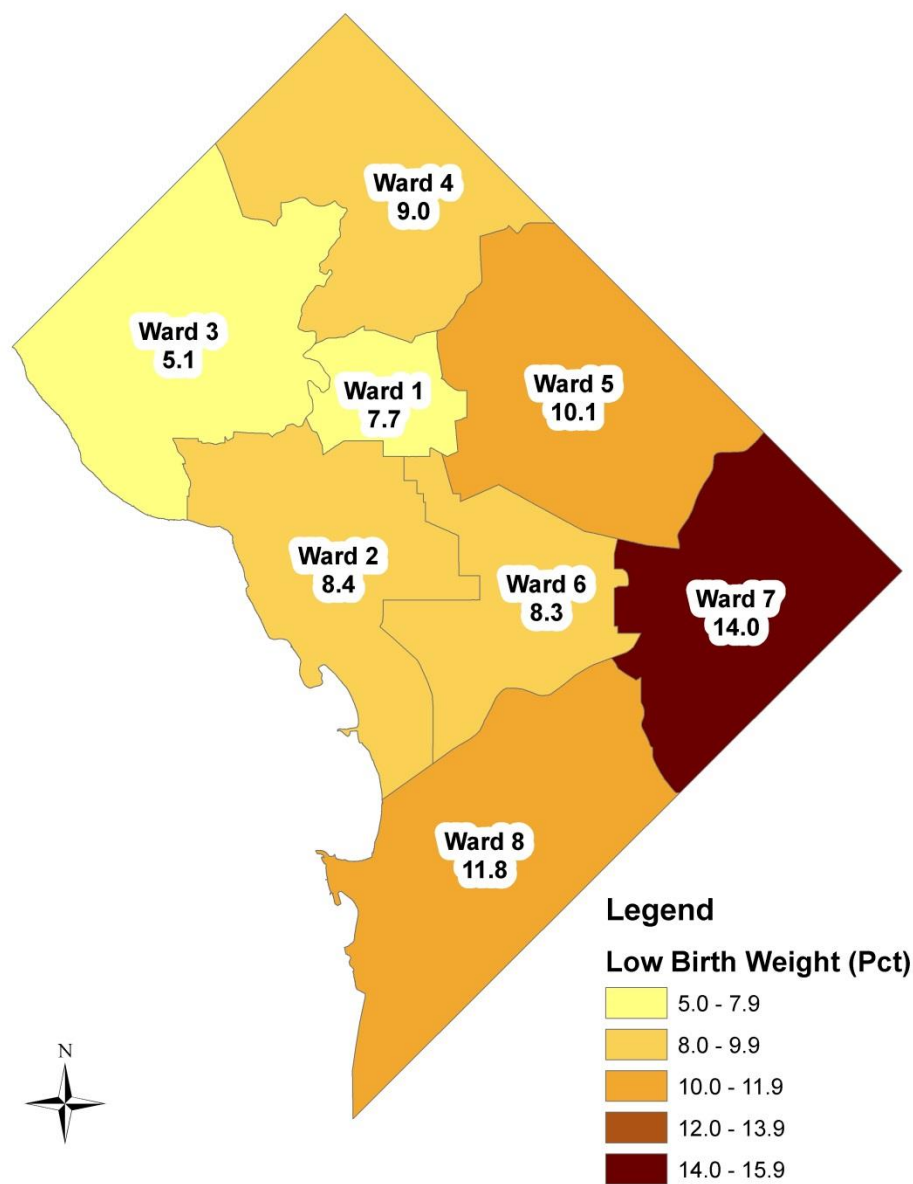 Ward 4
9.0
Ward 3
5.1
Ward 1
7.7
Ward 5
10.1
Ward 2
8.4
Ward 6
8.3
Ward 7
14.0
Ward 8
11.8
Legend
Low Birth Weight (Pct)
5.0 - 7.9
8.0 - 9.9
10.0 - 11.9
12.0 - 13.9
14.0 - 15.9
N